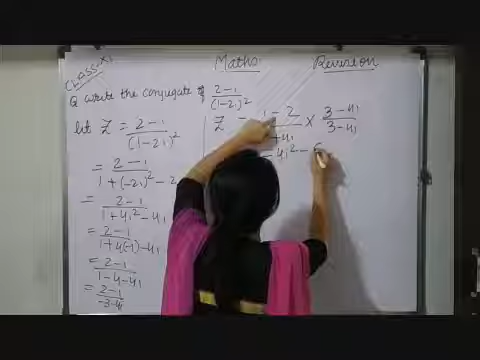 CLASS-XI
Maths
Revision
Q write the conjugate of (2-i)/(1-2i)²
let Z = (2-i)/(1-2i)²
= (2-i)/(1+(-2i)²-2
= (2-i)/(1+4i²-4i)
= (2-i)/(1+4(-1)-4i)
= (2-i)/(1-4-4i)
= (2-i)/(-3-4i)
Z = i-2/+4i × (3-4i)/(3-4i)
- 4i² -